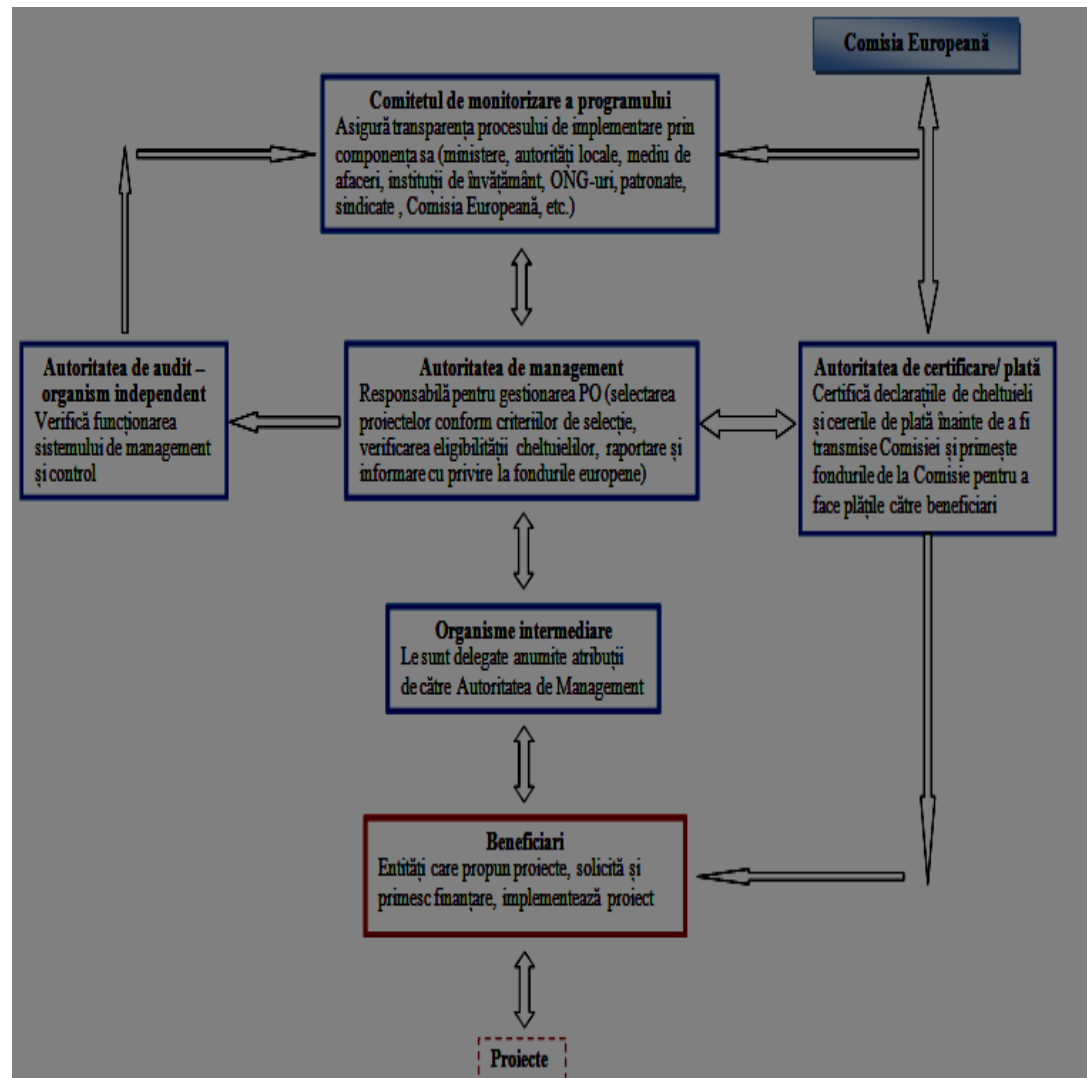 Comisia Europeană
Comitetul de monitorizare a programului
Asigură transparența procesului de implementare prin
componența sa (ministere, autorități locale, mediu de
afaceri, instituții de învățământ, ONG-uri, patronate,
sindicate , Comisia Europeană, etc.)
Autoritatea de audit –
organism independent
Verifică funcționarea
sistemului de management
și control
Autoritatea de management
Responsabilă pentru gestionarea PO (selectarea
proiectelor conform criteriilor de selecție,
verificarea eligibilității cheltuielilor, raportare și
informare cu privire la fondurile europene)
Autoritatea de certificare/ plată
Certifică declarațiile de cheltuieli
și cererile de plată înainte de a fi
transmise Comisiei și primește
fondurile de la Comisie pentru a
face plățile către beneficiari
Organisme intermediare
Le sunt delegate anumite atribuții
de către Autoritatea de Management
Beneficiari
Entități care propun proiecte, solicită și
primesc finanțare, implementează proiect
Proiecte